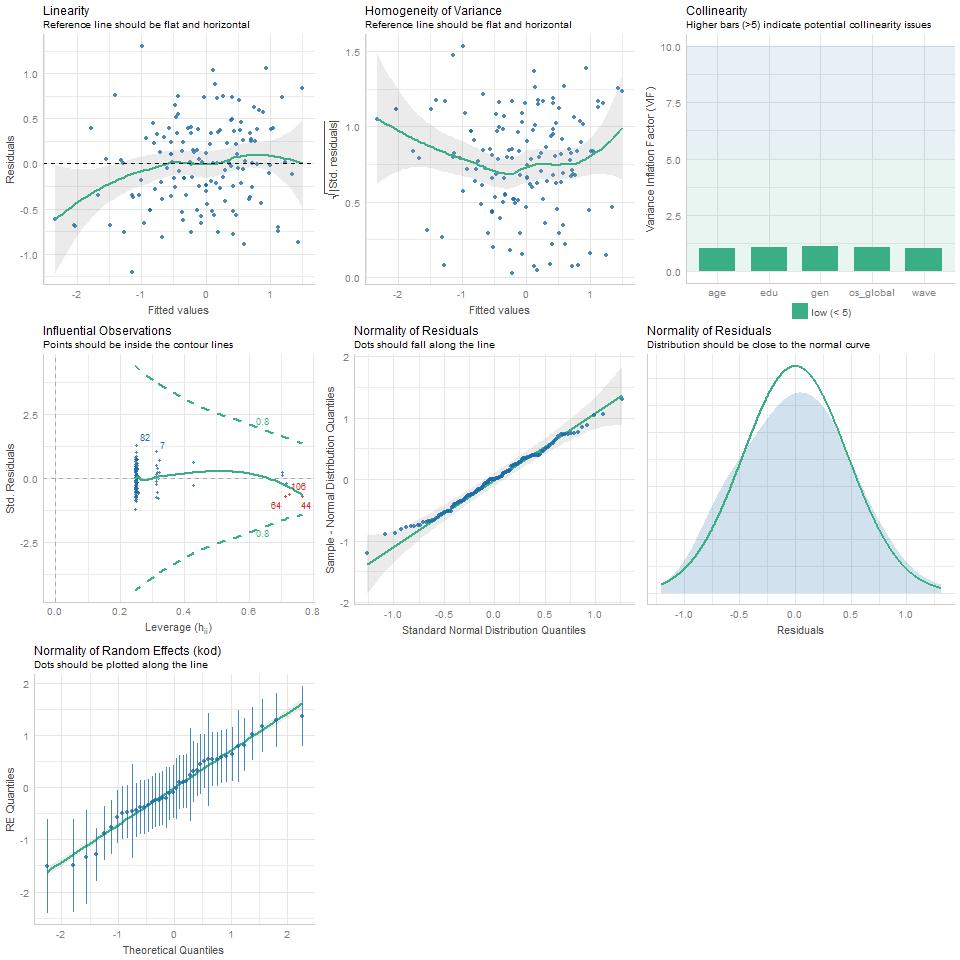 Linearity
Reference line should be flat and horizontal
Residuals
1.0
0.5
0.0
-0.5
-1.0
-2
-1
0
1
Fitted values
Homogeneity of Variance
Reference line should be flat and horizontal
√|Std. residuals|
1.5
1.0
0.5
0.0
-2
-1
0
1
Fitted values
Collinearity
Higher bars (>5) indicate potential collinearity issues
Variance Inflation Factor (VIF)
10.0
7.5
5.0
2.5
0.0
age
edu
gen
os_global
wave
low (< 5)
Influential Observations
Points should be inside the contour lines
Std. Residuals
2.5
0.0
-2.5
0.8
82
7
106
64
44
0.8
0.0
0.2
0.4
0.6
0.8
Leverage (hii)
Normality of Residuals
Dots should fall along the line
Sample - Normal Distribution Quantiles
2
1
0
-1
-2
-1.0
-0.5
0.0
0.5
1.0
Standard Normal Distribution Quantiles
Normality of Residuals
Distribution should be close to the normal curve
-1.0
-0.5
0.0
0.5
1.0
Residuals
Normality of Random Effects (kod)
Dots should be plotted along the line
RE Quantiles
2
1
0
-1
-2
-2
-1
0
1
2
Theoretical Quantiles